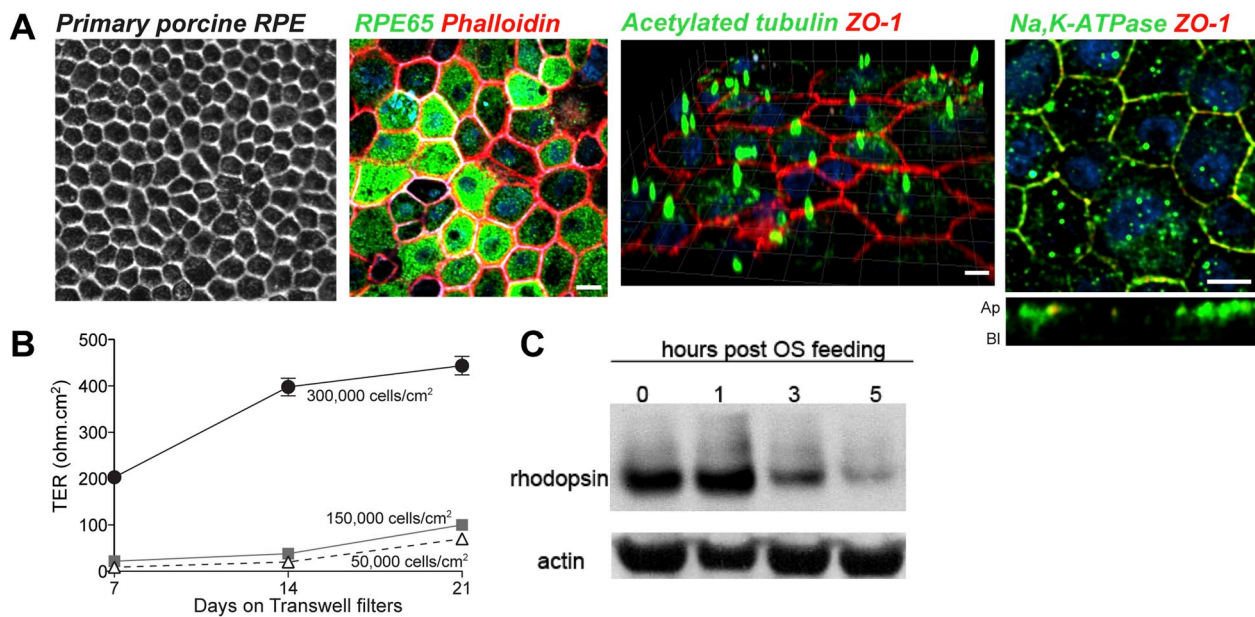 A
Primary porcine RPE
RPE65 Phalloidin
Acetylated tubulin ZO-1
Na,K-ATPase ZO-1
Ap
Bl
B
500
400
300
200
100
0
TER (ohm.cm²)
300,000 cells/cm²
150,000 cells/cm²
50,000 cells/cm²
7 14 21
Days on Transwell filters
C
hours post OS feeding
0 1 3 5
rhodopsin
actin